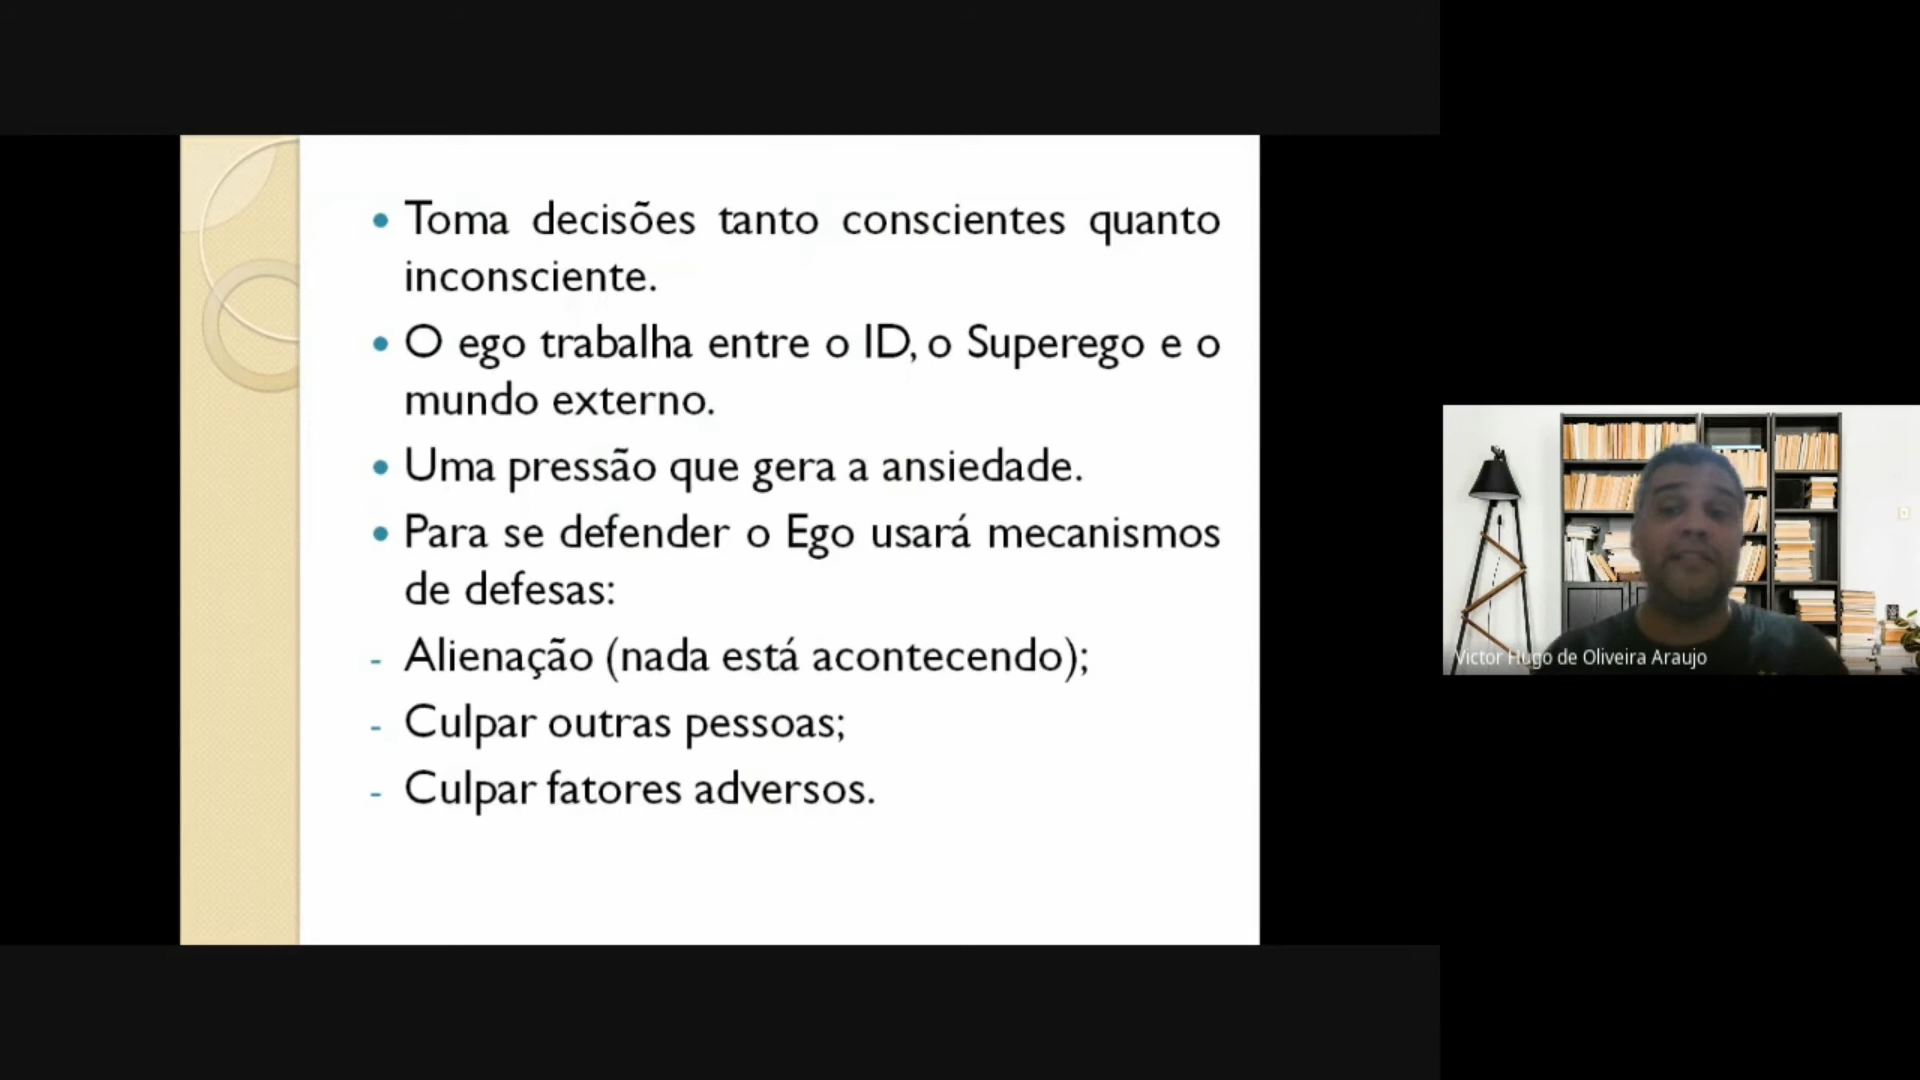 • Toma decisões tanto conscientes quanto
inconsciente.
• O ego trabalha entre o ID, o Superego e o
mundo externo.
• Uma pressão que gera a ansiedade.
• Para se defender o Ego usará mecanismos
de defesas:
- Alienação (nada está acontecendo);
- Culpar outras pessoas;
- Culpar fatores adversos.
Victor Hugo de Oliveira Araujo